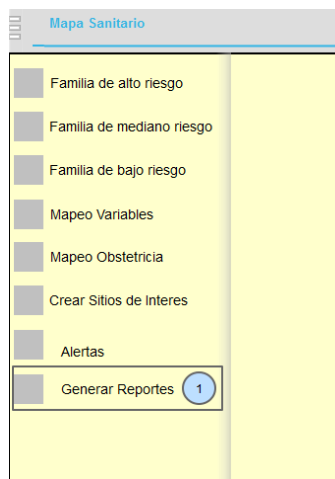 Mapa Sanitario
Familia de alto riesgo
Familia de mediano riesgo
Familia de bajo riesgo
Mapeo Variables
Mapeo Obstetricia
Crear Sitios de Interes
Alertas
Generar Reportes 1